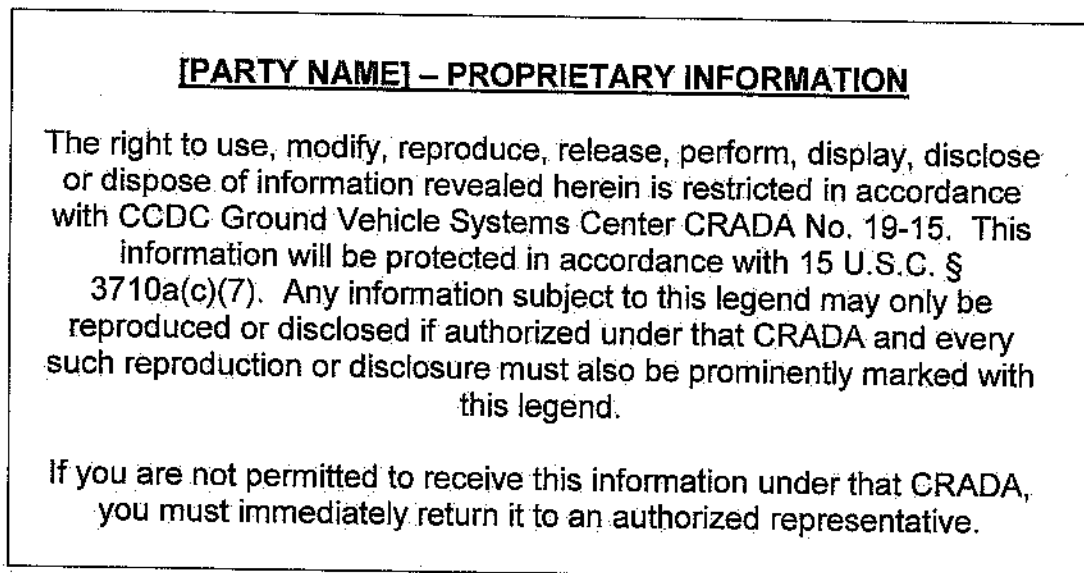 [PARTY NAME] – PROPRIETARY INFORMATION
The right to use, modify, reproduce, release, perform, display, disclose
or dispose of information revealed herein is restricted in accordance
with CCDC Ground Vehicle Systems Center CRADA No. 19-15. This
information will be protected in accordance with 15 U.S.C. §
3710a(c)(7). Any information subject to this legend may only be
reproduced or disclosed if authorized under that CRADA and every
such reproduction or disclosure must also be prominently marked with
this legend.
If you are not permitted to receive this information under that CRADA,
you must immediately return it to an authorized representative.